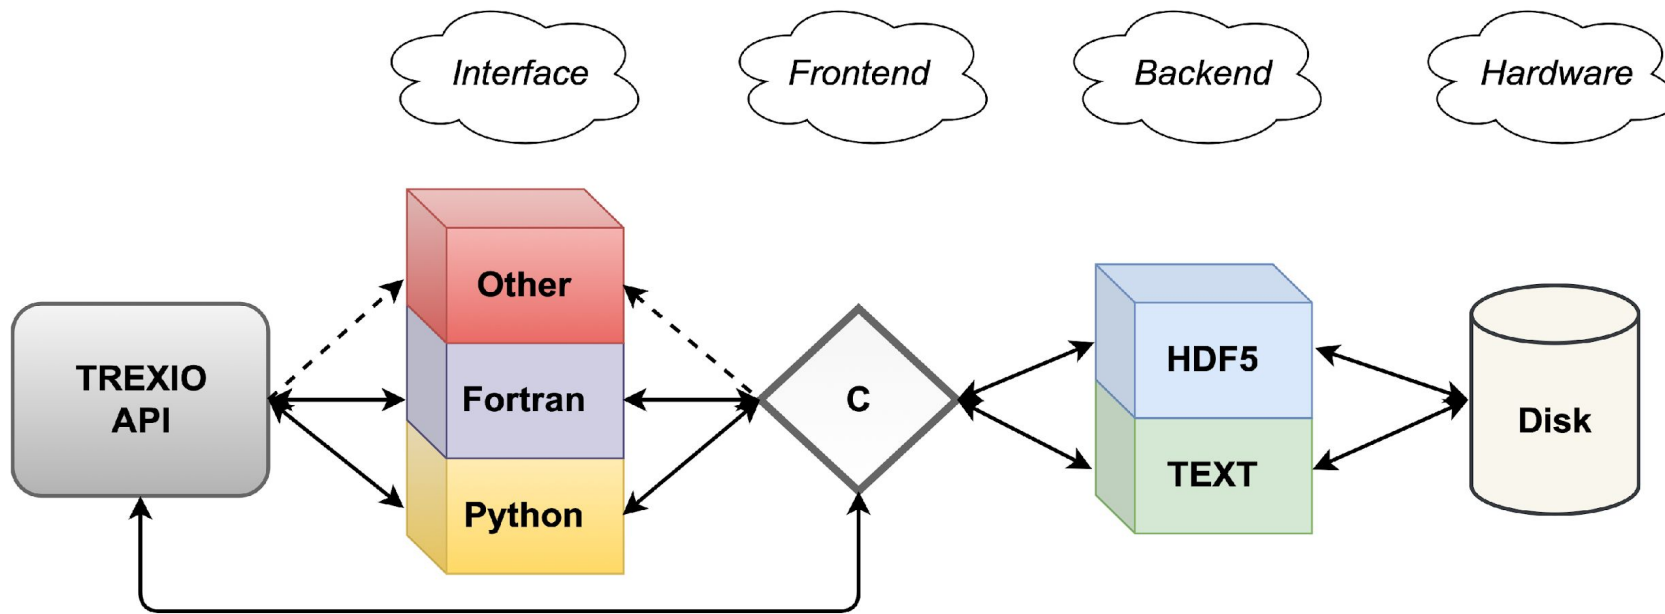 Interface
Frontend
Backend
Hardware
Other
TREXIO
API
Fortran
Python
C
HDF5
TEXT
Disk